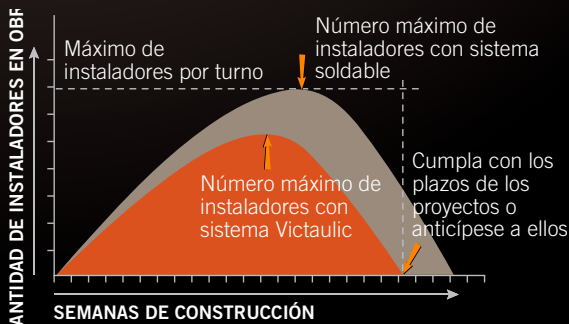 ANTIDAD DE INSTALADORES EN OBR
Máximo de
instaladores por turno
Número máximo de
instaladores con sistema
soldable
Número máximo de
instaladores con
sistema Victaulic
Cumpla con los
plazos de los
proyectos o
anticípese a ellos
SEMANAS DE CONSTRUCCIÓN